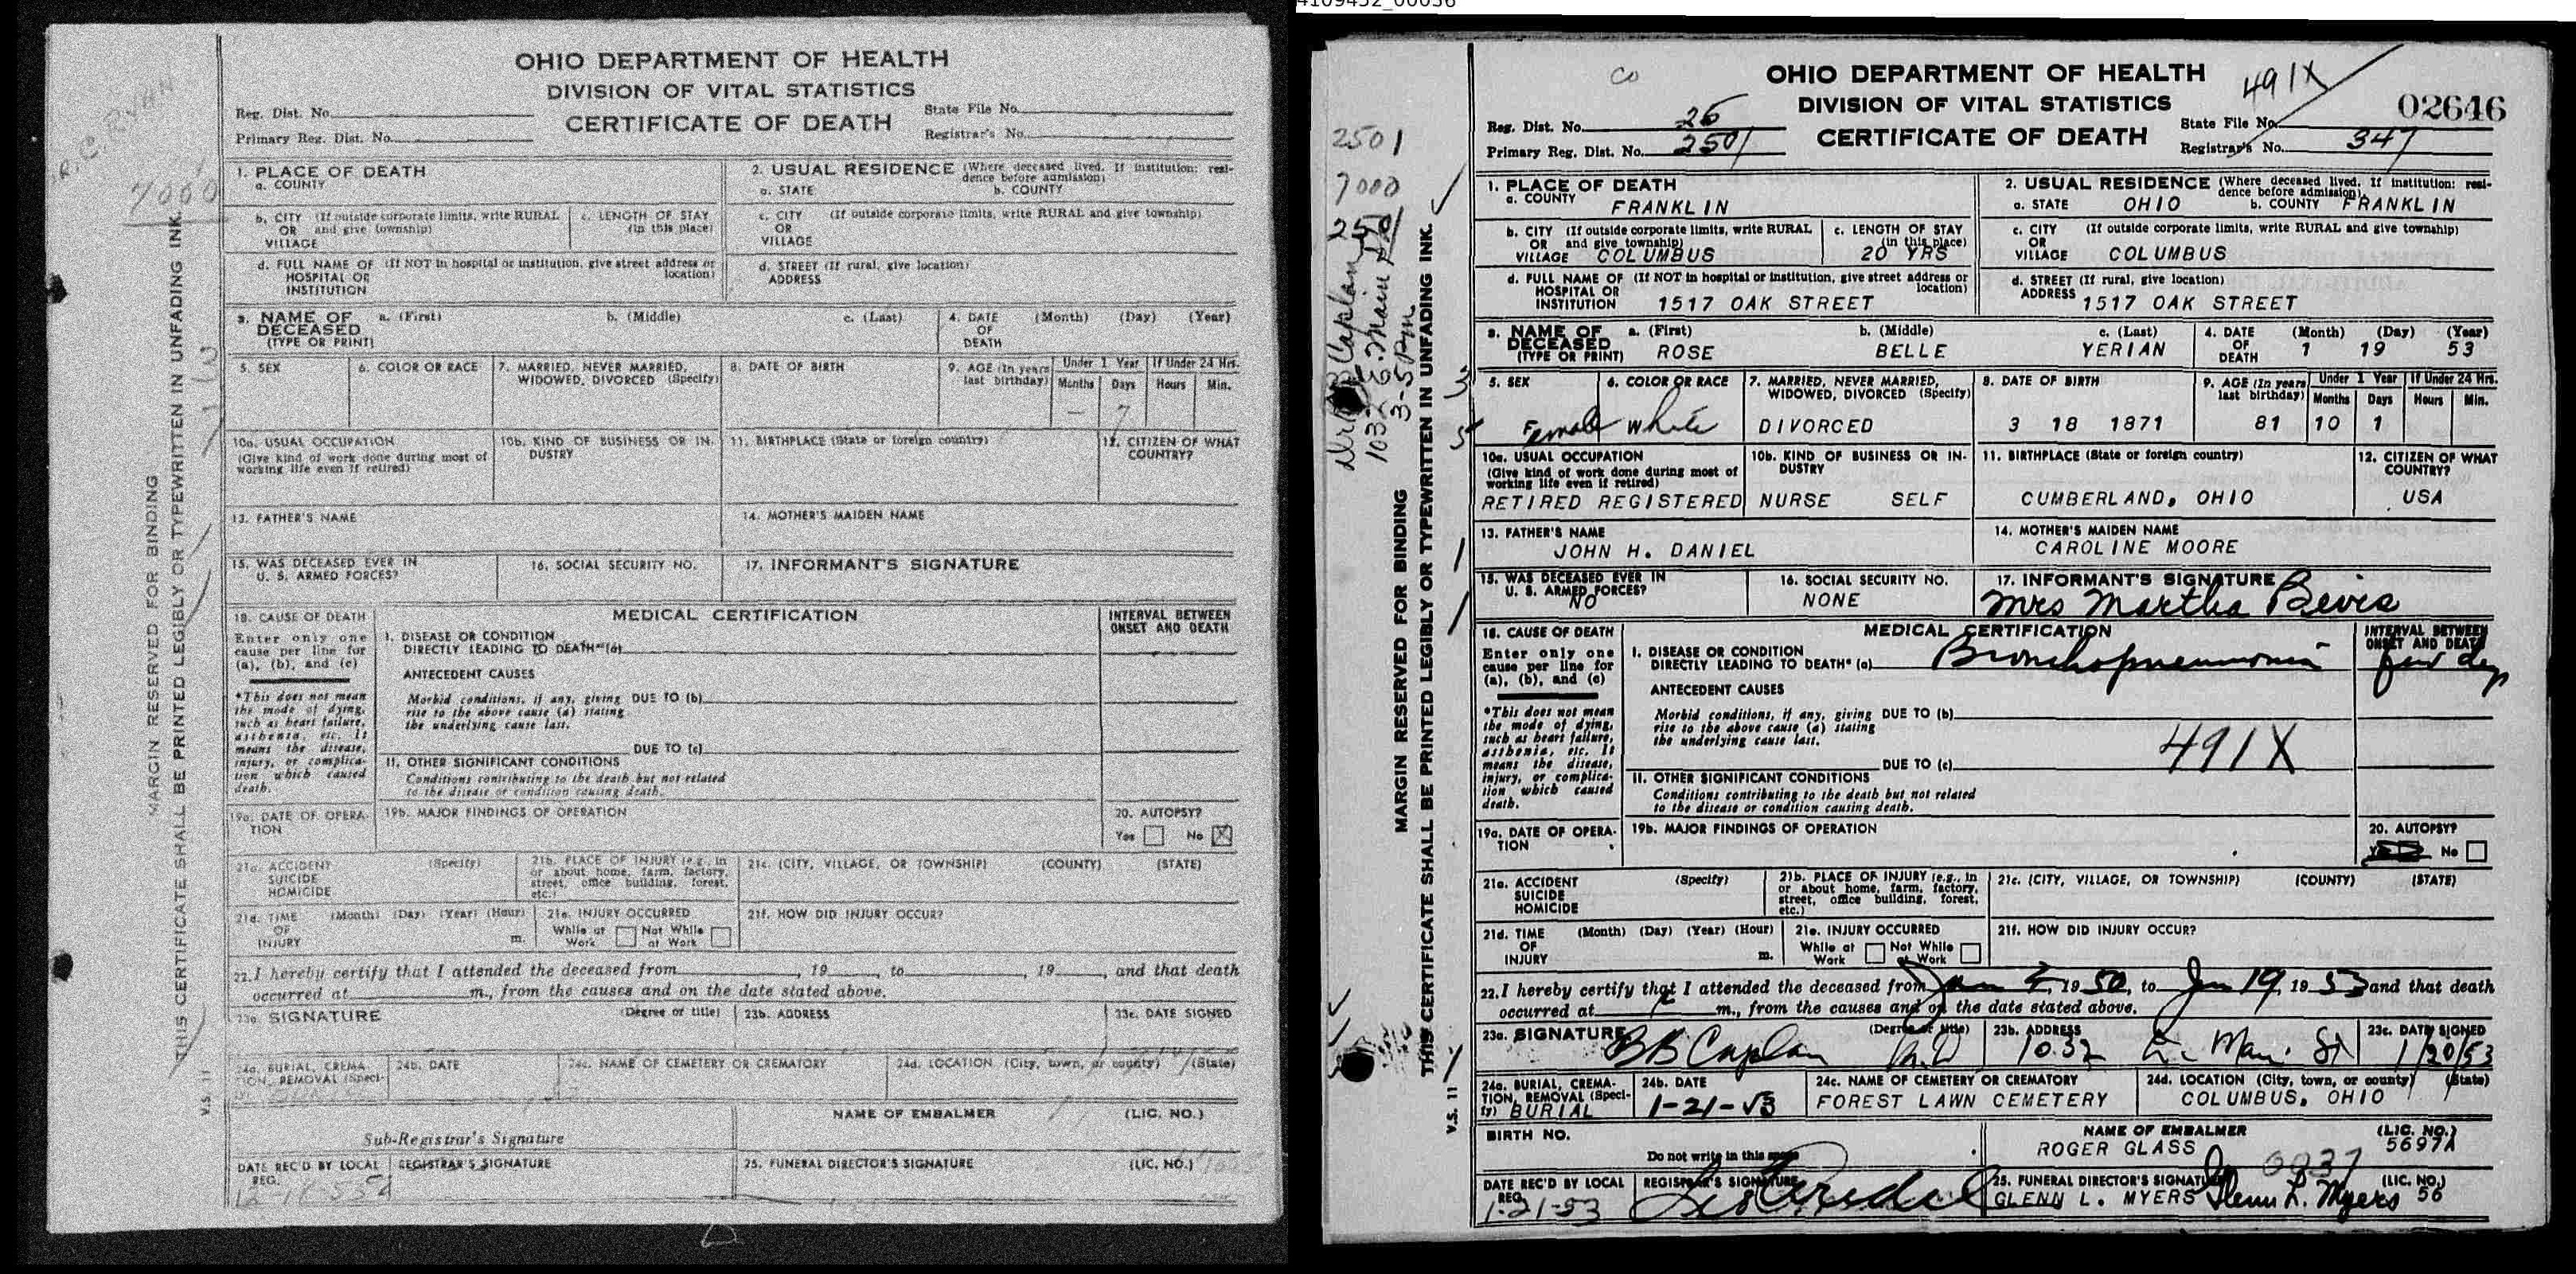 R. C. RYAN
7000
MARGIN RESERVED FOR BINDING
THIS CERTIFICATE SHALL BE PRINTED LEGIBLY OR TYPEWRITTEN IN UNFADING INK.
V.S. 11
OHIO DEPARTMENT OF HEALTH
DIVISION OF VITAL STATISTICS
CERTIFICATE OF DEATH
Reg. Dist. No.
Primary Reg. Dist. No.
State File No.
Registrar's No.
1. PLACE OF DEATH
a. COUNTY
2. USUAL RESIDENCE (Where deceased lived. If institution: resi-
dence before admission)
a. STATE b. COUNTY
b. CITY (If outside corporate limits, write RURAL
OR and give township)
VILLAGE
c. LENGTH OF STAY
(in this place)
c. CITY (If outside corporate limits, write RURAL and give township)
OR
VILLAGE
d. FULL NAME OF (If NOT in hospital or institution, give street address or
HOSPITAL OR location)
INSTITUTION
d. STREET (If rural, give location)
ADDRESS
3. NAME OF a. (First) b. (Middle) c. (Last)
DECEASED
(TYPE OR PRINT)
4. DATE (Month) (Day) (Year)
OF
DEATH
5. SEX
6. COLOR OR RACE
7. MARRIED, NEVER MARRIED,
WIDOWED, DIVORCED (Specify)
8. DATE OF BIRTH
9. AGE (In years
last birthday)
Under 1 Year If Under 24 Hrs.
Months Days Hours Min.
— 7
10a. USUAL OCCUPATION
(Give kind of work done during most of
working life even if retired)
10b. KIND OF BUSINESS OR IN-
DUSTRY
11. BIRTHPLACE (State or foreign country)
12. CITIZEN OF WHAT
COUNTRY?
13. FATHER'S NAME
14. MOTHER'S MAIDEN NAME
15. WAS DECEASED EVER IN
U. S. ARMED FORCES?
16. SOCIAL SECURITY NO.
17. INFORMANT'S SIGNATURE
18. CAUSE OF DEATH
Enter only one
cause per line for
(a), (b), and (c)
*This does not mean
the mode of dying,
such as heart failure,
asthenia, etc. It
means the disease,
injury, or complica-
tion which caused
death.
MEDICAL CERTIFICATION
INTERVAL BETWEEN
ONSET AND DEATH
I. DISEASE OR CONDITION
DIRECTLY LEADING TO DEATH* (a)
ANTECEDENT CAUSES
Morbid conditions, if any, giving DUE TO (b)
rise to the above cause (a) stating
the underlying cause last.
DUE TO (c)
II. OTHER SIGNIFICANT CONDITIONS
Conditions contributing to the death but not related
to the disease or condition causing death.
19a. DATE OF OPERA-
TION
19b. MAJOR FINDINGS OF OPERATION
20. AUTOPSY?
Yes No X
21a. ACCIDENT (Specify)
SUICIDE
HOMICIDE
21b. PLACE OF INJURY (e.g., in
or about home, farm, factory,
street, office building, forest,
etc.)
21c. (CITY, VILLAGE, OR TOWNSHIP) (COUNTY) (STATE)
21d. TIME (Month) (Day) (Year) (Hour)
OF
INJURY m.
21e. INJURY OCCURRED
While at Not While
Work at Work
21f. HOW DID INJURY OCCUR?
22. I hereby certify that I attended the deceased from , 19 , to , 19 , and that death
occurred at m., from the causes and on the date stated above.
23a. SIGNATURE (Degree or title)
23b. ADDRESS
23c. DATE SIGNED
24a. BURIAL, CREMA-
TION, REMOVAL (Speci-
24b. DATE
24c. NAME OF CEMETERY OR CREMATORY
24d. LOCATION (City, town, or county) (State)
NAME OF EMBALMER (LIC. NO.)
Sub-Registrar's Signature
DATE REC'D BY LOCAL
REG.
REGISTRAR'S SIGNATURE
25. FUNERAL DIRECTOR'S SIGNATURE (LIC. NO.)
4109452_00036
2501
7000
2501
Dr. B B Caplan
1032 E. Main St
3-5 Pm
MARGIN RESERVED FOR BINDING
THIS CERTIFICATE SHALL BE PRINTED LEGIBLY OR TYPEWRITTEN IN UNFADING INK.
V.S. 11
CO
OHIO DEPARTMENT OF HEALTH
DIVISION OF VITAL STATISTICS
CERTIFICATE OF DEATH
491X
02646
Reg. Dist. No. 25
Primary Reg. Dist. No. 2501
State File No.
Registrar's No. 347
1. PLACE OF DEATH
a. COUNTY FRANKLIN
2. USUAL RESIDENCE (Where deceased lived. If institution: resi-
dence before admission)
a. STATE OHIO b. COUNTY FRANKLIN
b. CITY (If outside corporate limits, write RURAL
OR and give township)
VILLAGE COLUMBUS
c. LENGTH OF STAY
(in this place)
20 YRS
c. CITY (If outside corporate limits, write RURAL and give township)
OR
VILLAGE COLUMBUS
d. FULL NAME OF (If NOT in hospital or institution, give street address or
HOSPITAL OR location)
INSTITUTION 1517 OAK STREET
d. STREET (If rural, give location)
ADDRESS 1517 OAK STREET
3. NAME OF a. (First) b. (Middle) c. (Last)
DECEASED
(TYPE OR PRINT) ROSE BELLE YERIAN
4. DATE (Month) (Day) (Year)
OF
DEATH 1 19 53
5. SEX
Female
6. COLOR OR RACE
White
7. MARRIED, NEVER MARRIED,
WIDOWED, DIVORCED (Specify)
DIVORCED
8. DATE OF BIRTH
3 18 1871
9. AGE (In years
last birthday)
81
Under 1 Year If Under 24 Hrs.
Months Days Hours Min.
10 1
10a. USUAL OCCUPATION
(Give kind of work done during most of
working life even if retired)
RETIRED REGISTERED NURSE
10b. KIND OF BUSINESS OR IN-
DUSTRY
SELF
11. BIRTHPLACE (State or foreign country)
CUMBERLAND, OHIO
12. CITIZEN OF WHAT
COUNTRY?
USA
13. FATHER'S NAME
JOHN H. DANIEL
14. MOTHER'S MAIDEN NAME
CAROLINE MOORE
15. WAS DECEASED EVER IN
U. S. ARMED FORCES?
NO
16. SOCIAL SECURITY NO.
NONE
17. INFORMANT'S SIGNATURE
Mrs Martha Bevis
18. CAUSE OF DEATH
Enter only one
cause per line for
(a), (b), and (c)
*This does not mean
the mode of dying,
such as heart failure,
asthenia, etc. It
means the disease,
injury, or complica-
tion which caused
death.
MEDICAL CERTIFICATION
INTERVAL BETWEEN
ONSET AND DEATH
I. DISEASE OR CONDITION
DIRECTLY LEADING TO DEATH* (a) Bronchopneumonia few days
ANTECEDENT CAUSES
Morbid conditions, if any, giving DUE TO (b)
rise to the above cause (a) stating
the underlying cause last.
491X
DUE TO (c)
II. OTHER SIGNIFICANT CONDITIONS
Conditions contributing to the death but not related
to the disease or condition causing death.
19a. DATE OF OPERA-
TION
19b. MAJOR FINDINGS OF OPERATION
20. AUTOPSY?
Yes No
21a. ACCIDENT (Specify)
SUICIDE
HOMICIDE
21b. PLACE OF INJURY (e.g., in
or about home, farm, factory,
street, office building, forest,
etc.)
21c. (CITY, VILLAGE, OR TOWNSHIP) (COUNTY) (STATE)
21d. TIME (Month) (Day) (Year) (Hour)
OF
INJURY m.
21e. INJURY OCCURRED
While at Not While
Work at Work
21f. HOW DID INJURY OCCUR?
22. I hereby certify that I attended the deceased from Jan , 19 50, to Jan 19, 19 53 and that death
occurred at m., from the causes and on the date stated above.
23a. SIGNATURE (Degree or title)
B B Caplan M.D
23b. ADDRESS
1032 E. Main St
23c. DATE SIGNED
1/20/53
24a. BURIAL, CREMA-
TION, REMOVAL (Speci-
fy) BURIAL
24b. DATE
1-21-53
24c. NAME OF CEMETERY OR CREMATORY
FOREST LAWN CEMETERY
24d. LOCATION (City, town, or county) (State)
COLUMBUS, OHIO
BIRTH NO.
Do not write in this space
NAME OF EMBALMER (LIC. NO.)
ROGER GLASS 5697A
0237
DATE REC'D BY LOCAL
REG.
1-21-53
REGISTRAR'S SIGNATURE
25. FUNERAL DIRECTOR'S SIGNATURE (LIC. NO.)
GLENN L. MYERS Glenn L. Myers 56